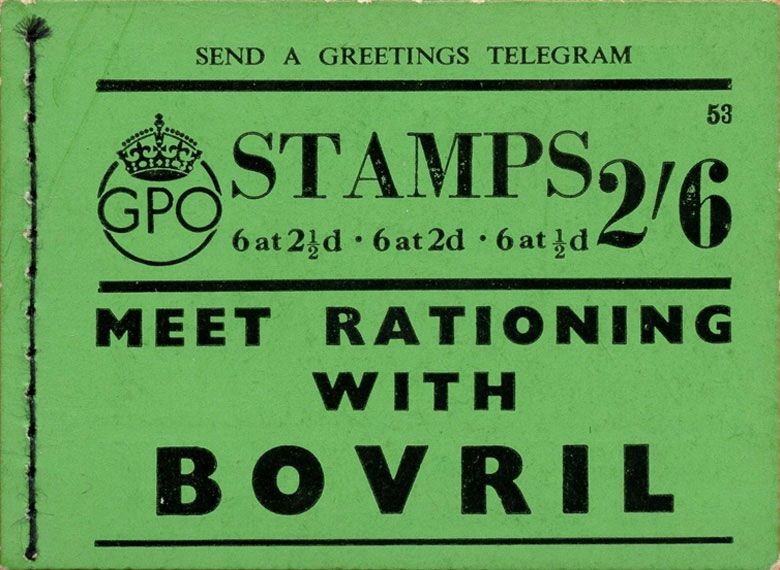 SEND A GREETINGS TELEGRAM
53
GPO
STAMPS 2/6
6 at 2½d · 6 at 2d · 6 at ½d
MEET RATIONING
WITH
BOVRIL